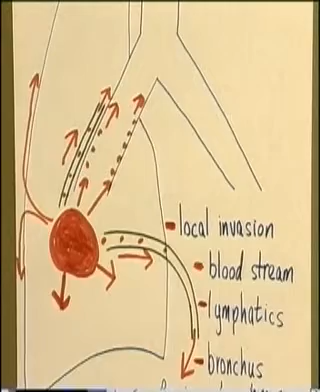 - local invasion
- blood stream
- lymphatics
- bronchus